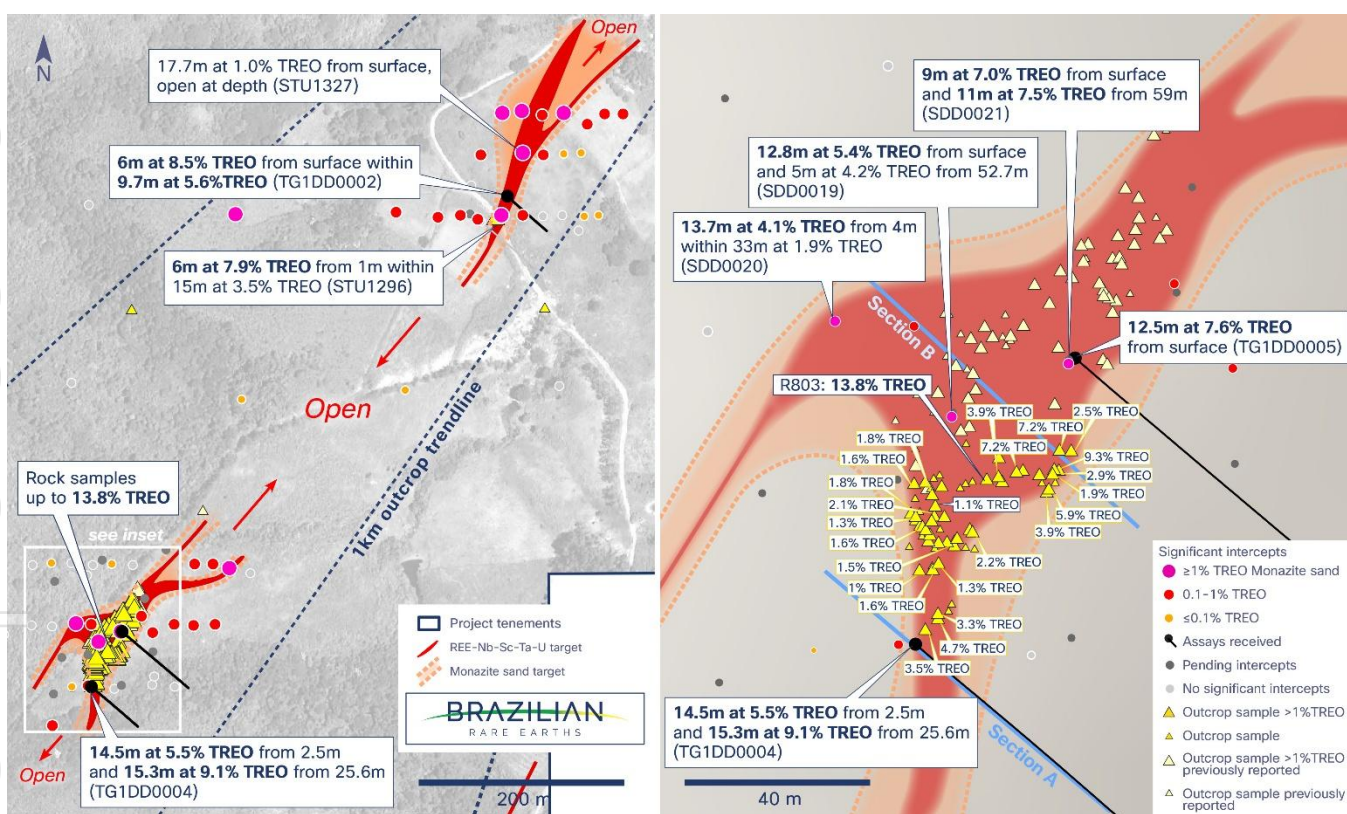 Open
N
17.7m at 1.0% TREO from surface,
open at depth (STU1327)
6m at 8.5% TREO from surface within
9.7m at 5.6%TREO (TG1DD0002)
6m at 7.9% TREO from 1m within
15m at 3.5% TREO (STU1296)
Open
1km outcrop trendline
Rock samples
up to 13.8% TREO
see inset
Open
14.5m at 5.5% TREO from 2.5m
and 15.3m at 9.1% TREO from 25.6m
(TG1DD0004)
Project tenements
REE-Nb-Sc-Ta-U target
Monazite sand target
BRAZILIAN
RARE EARTHS
200 m
9m at 7.0% TREO from surface
and 11m at 7.5% TREO from 59m
(SDD0021)
12.8m at 5.4% TREO from surface
and 5m at 4.2% TREO from 52.7m
(SDD0019)
13.7m at 4.1% TREO from 4m
within 33m at 1.9% TREO
(SDD0020)
Section B
12.5m at 7.6% TREO
from surface (TG1DD0005)
R803: 13.8% TREO
3.9% TREO
2.5% TREO
7.2% TREO
7.2% TREO
1.8% TREO
1.6% TREO
9.3% TREO
1.8% TREO
2.9% TREO
1.9% TREO
2.1% TREO
1.1% TREO
5.9% TREO
1.3% TREO
3.9% TREO
1.6% TREO
2.2% TREO
1.5% TREO
1% TREO
1.3% TREO
1.6% TREO
3.3% TREO
4.7% TREO
3.5% TREO
14.5m at 5.5% TREO from 2.5m
and 15.3m at 9.1% TREO from 25.6m
(TG1DD0004)
Section A
40 m
Significant intercepts
≥1% TREO Monazite sand
0.1-1% TREO
≤0.1% TREO
Assays received
Pending intercepts
No significant intercepts
Outcrop sample >1%TREO
Outcrop sample
Outcrop sample >1%TREO
previously reported
Outcrop sample previously
reported